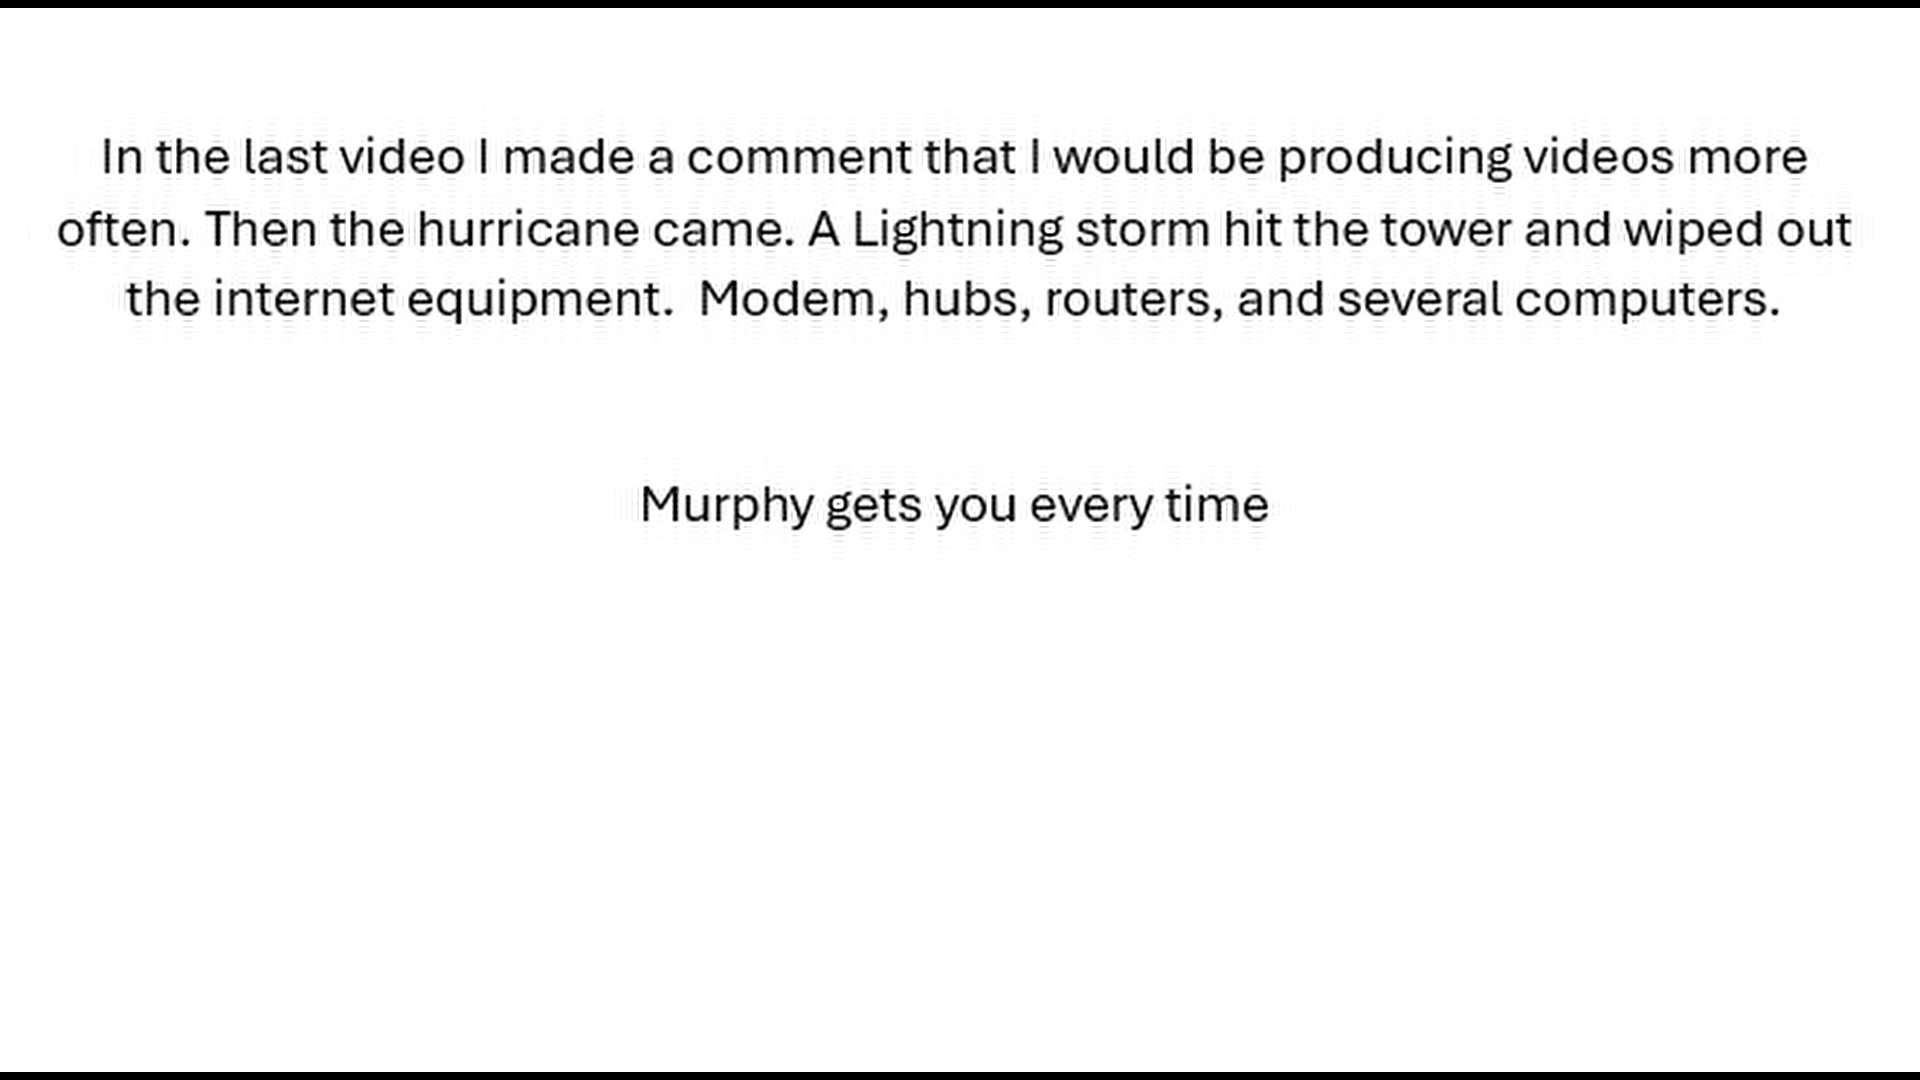 In the last video I made a comment that I would be producing videos more
often. Then the hurricane came. A Lightning storm hit the tower and wiped out
the internet equipment.  Modem, hubs, routers, and several computers.
Murphy gets you every time